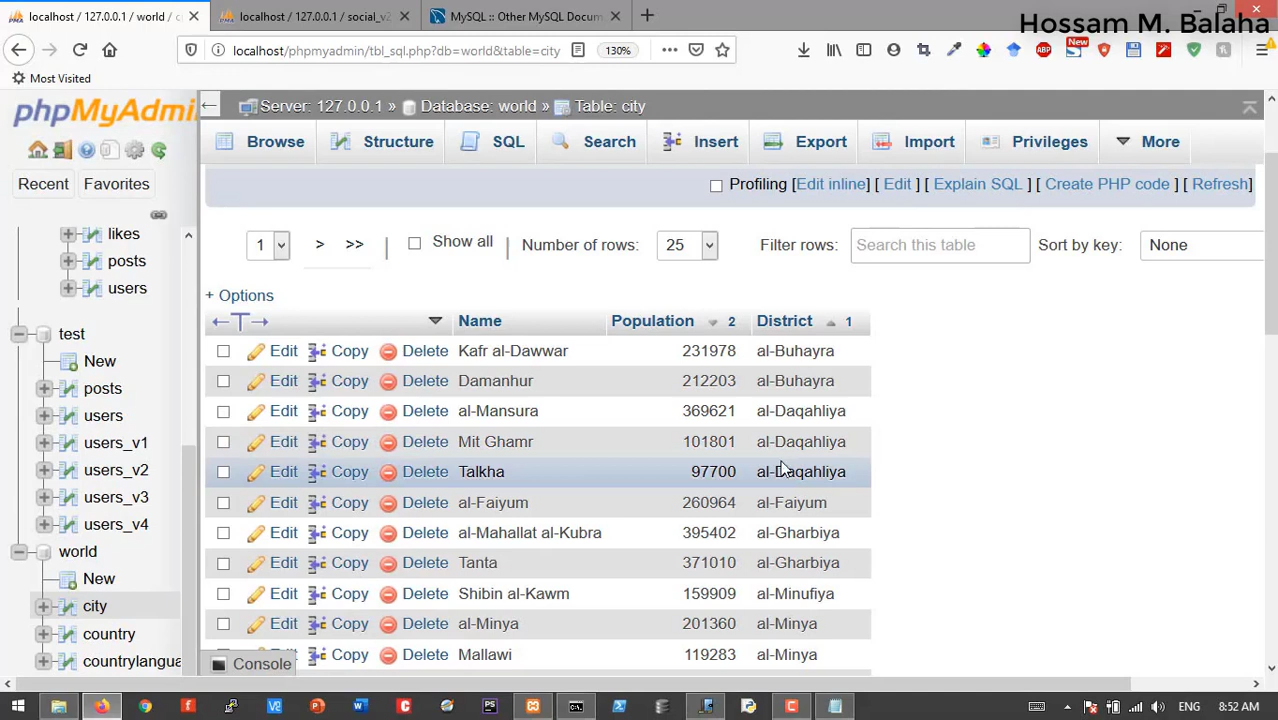 localhost / 127.0.0.1 / world / c
localhost / 127.0.0.1 / social_v2
MySQL :: Other MySQL Docum
Hossam M. Balaha
localhost/phpmyadmin/tbl_sql.php?db=world&table=city
130%
ABP
New
Most Visited
phpMyAdmin
Server: 127.0.0.1 » Database: world » Table: city
Browse Structure SQL Search Insert Export Import Privileges More
Recent Favorites
Profiling [Edit inline] [ Edit ] [ Explain SQL ] [ Create PHP code ] [ Refresh]
likes
posts
users
test
New
posts
users
users_v1
users_v2
users_v3
users_v4
world
New
city
country
countrylangua
1 > >> Show all Number of rows: 25 Filter rows: Search this table Sort by key: None
+ Options
Name Population 2 District 1
Edit Copy Delete Kafr al-Dawwar 231978 al-Buhayra
Edit Copy Delete Damanhur 212203 al-Buhayra
Edit Copy Delete al-Mansura 369621 al-Daqahliya
Edit Copy Delete Mit Ghamr 101801 al-Daqahliya
Edit Copy Delete Talkha 97700 al-Daqahliya
Edit Copy Delete al-Faiyum 260964 al-Faiyum
Edit Copy Delete al-Mahallat al-Kubra 395402 al-Gharbiya
Edit Copy Delete Tanta 371010 al-Gharbiya
Edit Copy Delete Shibin al-Kawm 159909 al-Minufiya
Edit Copy Delete al-Minya 201360 al-Minya
Edit Copy Delete Mallawi 119283 al-Minya
Console
ENG 8:52 AM